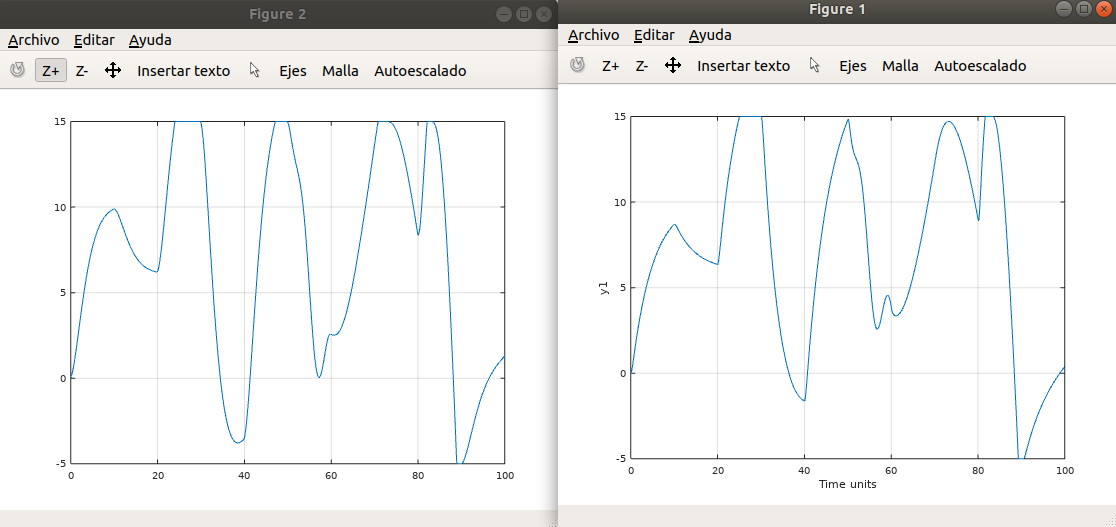 Figure 2
Archivo Editar Ayuda
Z+ Z- Insertar texto Ejes Malla Autoescalado
15
10
5
0
-5
0 20 40 60 80 100
Figure 1
Archivo Editar Ayuda
Z+ Z- Insertar texto Ejes Malla Autoescalado
15
10
5
0
-5
y1
0 20 40 60 80 100
Time units